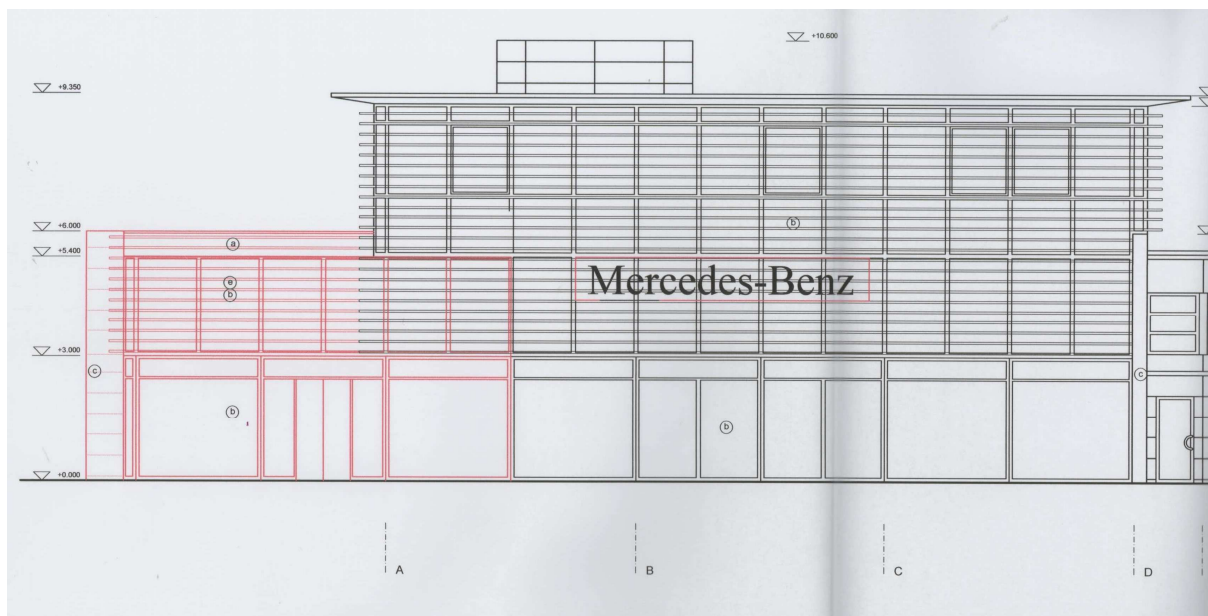 +10.600
+9.350
+6.000
b
a
+5.400
e
b
Mercedes-Benz
+3.000
c
c
b
b
+0.000
A
B
C
D